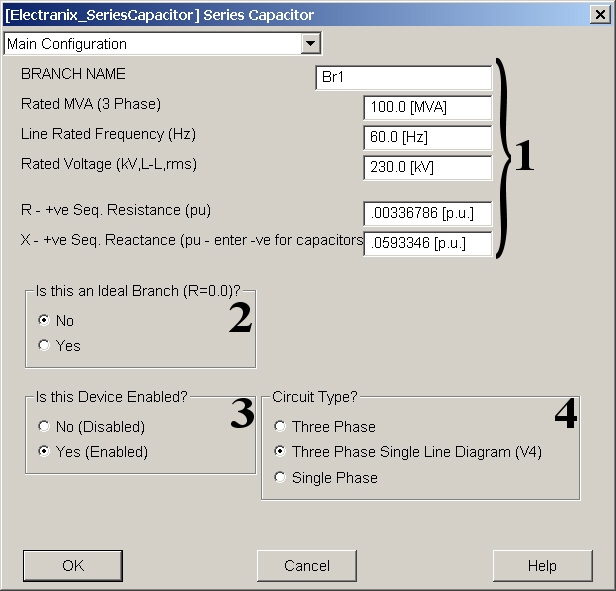 [Electranix_SeriesCapacitor] Series Capacitor
Main Configuration
BRANCH NAME Br1
Rated MVA (3 Phase) 100.0 [MVA]
Line Rated Frequency (Hz) 60.0 [Hz]
1
Rated Voltage (kV,L-L,rms) 230.0 [kV]
R - +ve Seq. Resistance (pu) .00336786 [p.u.]
X - +ve Seq. Reactance (pu - enter -ve for capacitors .0593346 [p.u.]
Is this an Ideal Branch (R=0.0)?
2
No
Yes
Is this Device Enabled?
3
No (Disabled)
Yes (Enabled)
Circuit Type?
4
Three Phase
Three Phase Single Line Diagram (V4)
Single Phase
OK Cancel Help